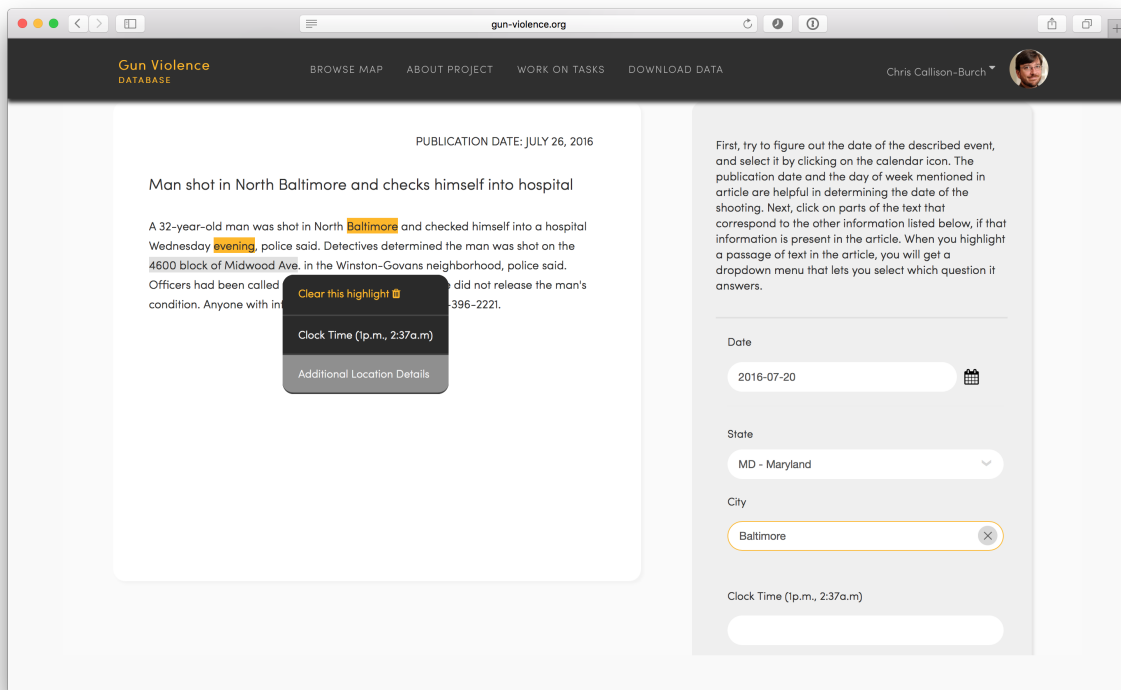 gun-violence.org
Gun Violence
DATABASE
BROWSE MAP ABOUT PROJECT WORK ON TASKS DOWNLOAD DATA
Chris Callison-Burch
PUBLICATION DATE: JULY 26, 2016
Man shot in North Baltimore and checks himself into hospital
A 32-year-old man was shot in North Baltimore and checked himself into a hospital
Wednesday evening, police said. Detectives determined the man was shot on the
4600 block of Midwood Ave. in the Winston-Govans neighborhood, police said.
Officers had been called did not release the man's
condition. Anyone with -396-2221.
Clear this highlight
Clock Time (1p.m., 2:37a.m)
Additional Location Details
First, try to figure out the date of the described event,
and select it by clicking on the calendar icon. The
publication date and the day of week mentioned in
article are helpful in determining the date of the
shooting. Next, click on parts of the text that
correspond to the other information listed below, if that
information is present in the article. When you highlight
a passage of text in the article, you will get a
dropdown menu that lets you select which question it
answers.
Date
2016-07-20
State
MD - Maryland
City
Baltimore
Clock Time (1p.m., 2:37a.m)